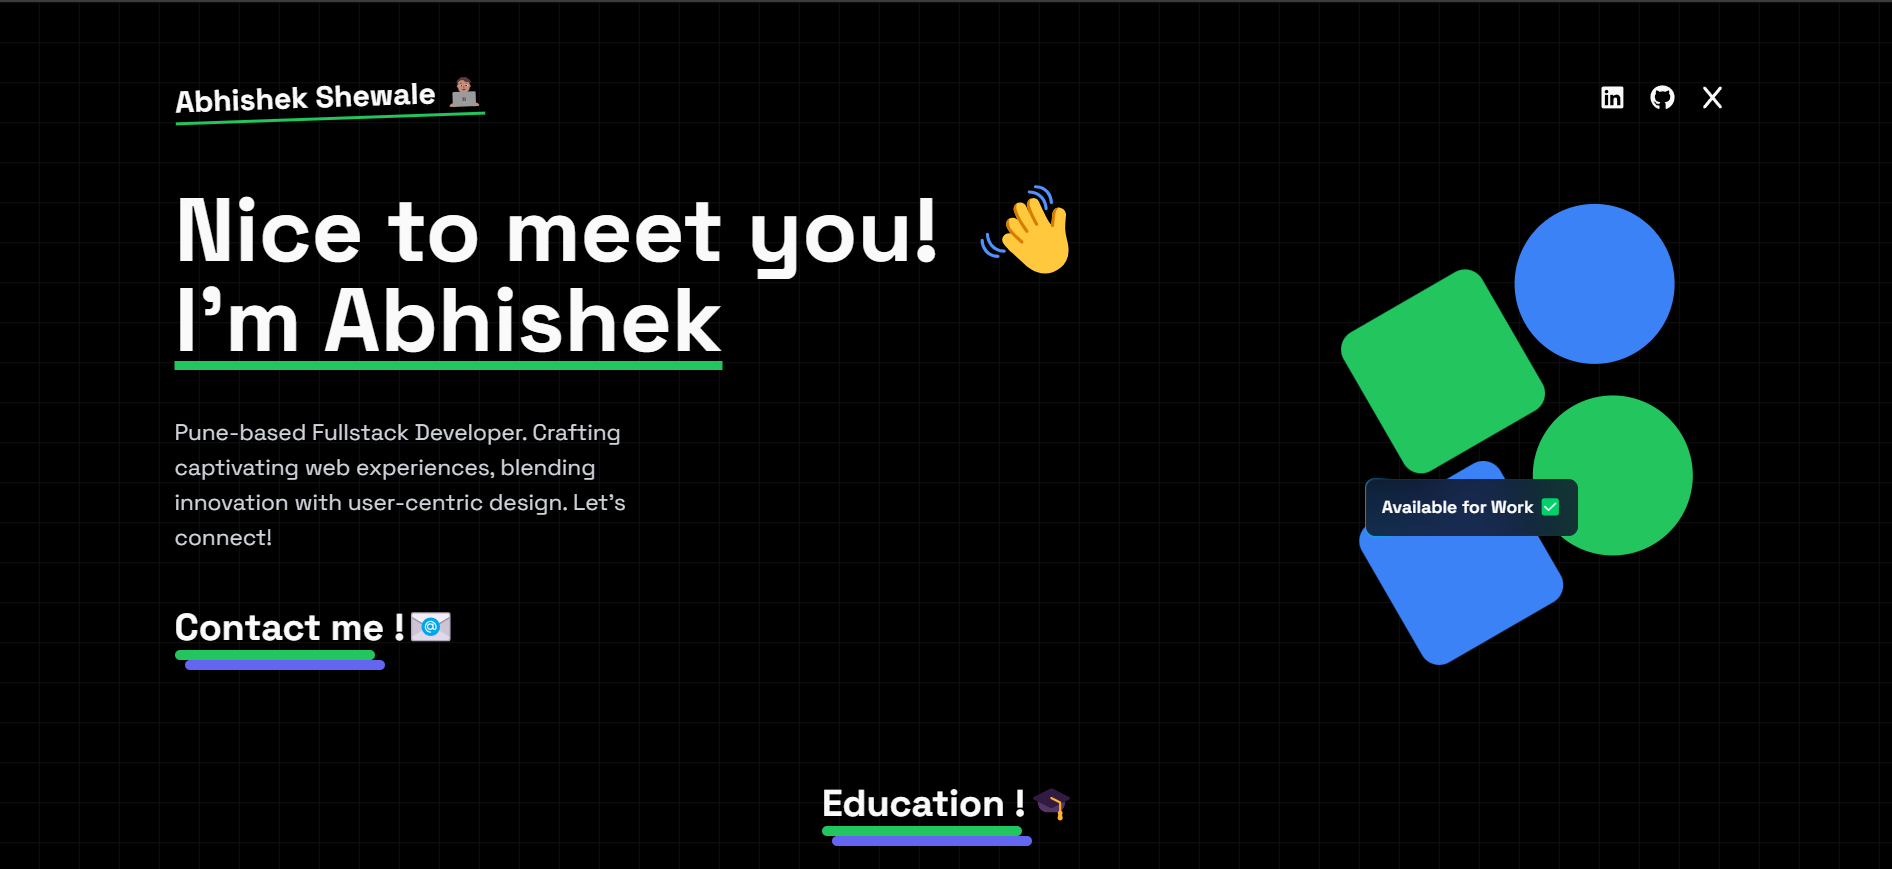 Abhishek Shewale
Nice to meet you!
I'm Abhishek
Pune-based Fullstack Developer. Crafting
captivating web experiences, blending
innovation with user-centric design. Let's
connect!
Available for Work
Contact me !
Education !